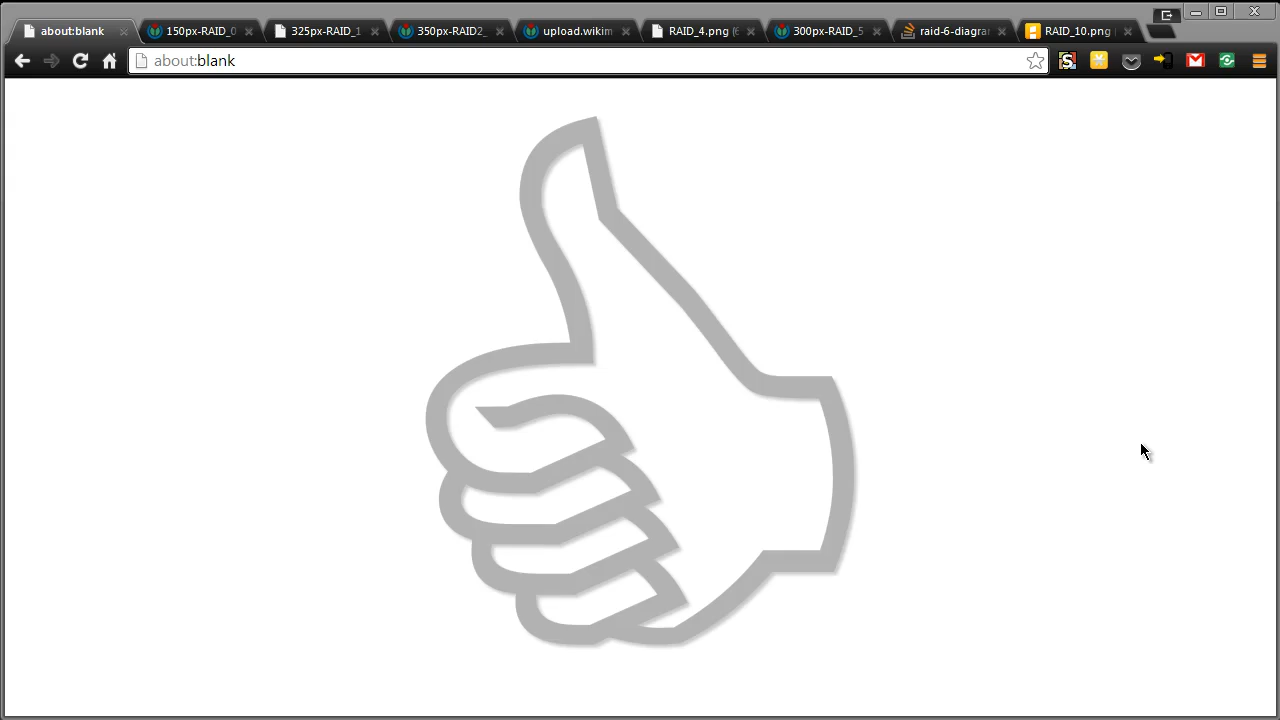 about:blank
150px-RAID_0
325px-RAID_1
350px-RAID2_
upload.wikim
RAID_4.png (
300px-RAID_5
raid-6-diagra
RAID_10.png
about:blank